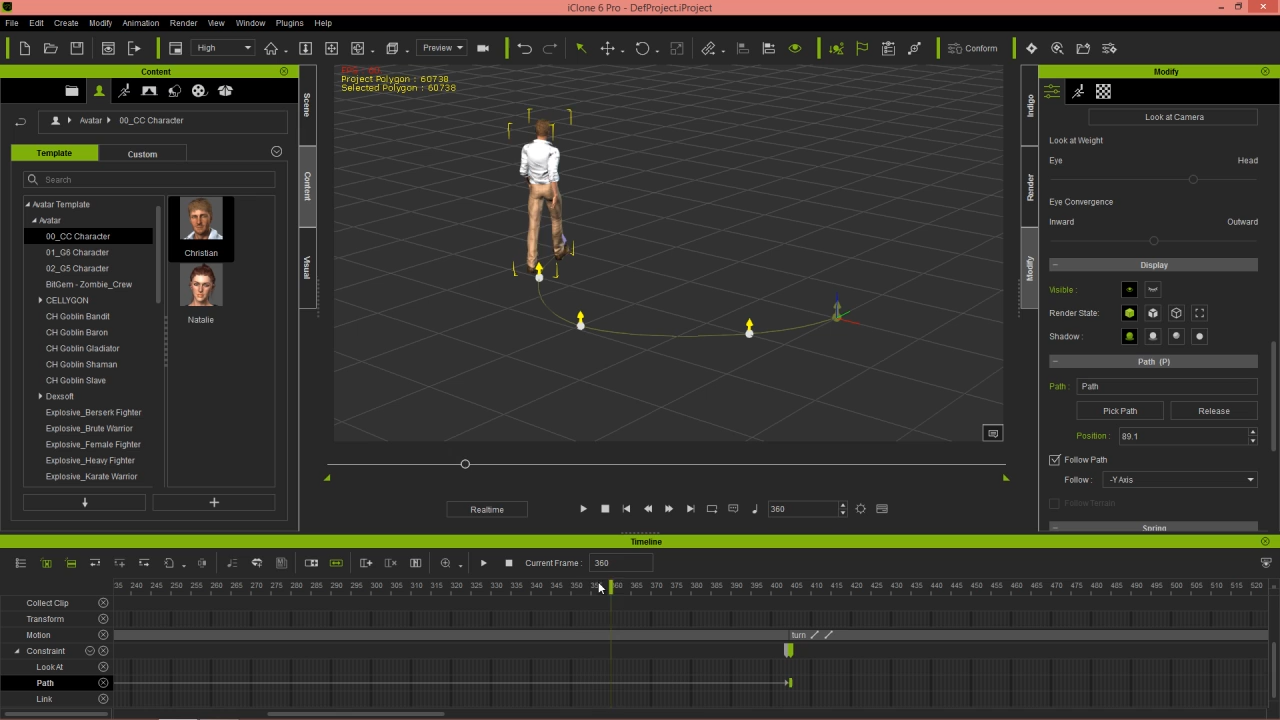 iClone 6 Pro - DefProject.iProject
File Edit Create Modify Animation Render View Window Plugins Help
High Preview Conform
Content
Avatar 00_CC Character
Template Custom
Search
Avatar Template
Avatar
00_CC Character
01_G6 Character
02_G5 Character
BitGem - Zombie_Crew
CELLYGON
CH Goblin Bandit
CH Goblin Baron
CH Goblin Gladiator
CH Goblin Shaman
CH Goblin Slave
Dexsoft
Explosive_Berserk Fighter
Explosive_Brute Warrior
Explosive_Female Fighter
Explosive_Heavy Fighter
Explosive_Karate Warrior
Christian
Natalie
Scene
Content
Visual
Project Polygon : 60738
Selected Polygon : 60738
Realtime
360
Indigo
Render
Modify
Modify
Look at Camera
Look at Weight
Eye Head
Eye Convergence
Inward Outward
Display
Visible :
Render State:
Shadow :
Path (P)
Path : Path
Pick Path Release
Position : 89.1
Follow Path
Follow : -Y Axis
Follow Terrain
Spring
Timeline
Current Frame : 360
240 245 250 255 260 265 270 275 280 285 290 295 300 305 310 315 320 325 330 335 340 345 350 365 370 375 380 385 390 395 400 405 410 415 420 425 430 435 440 445 450 455 460 465 470 475 480 485 490 495 500 505 510 515 520
Collect Clip
Transform
Motion turn
Constraint
Look At
Path
Link